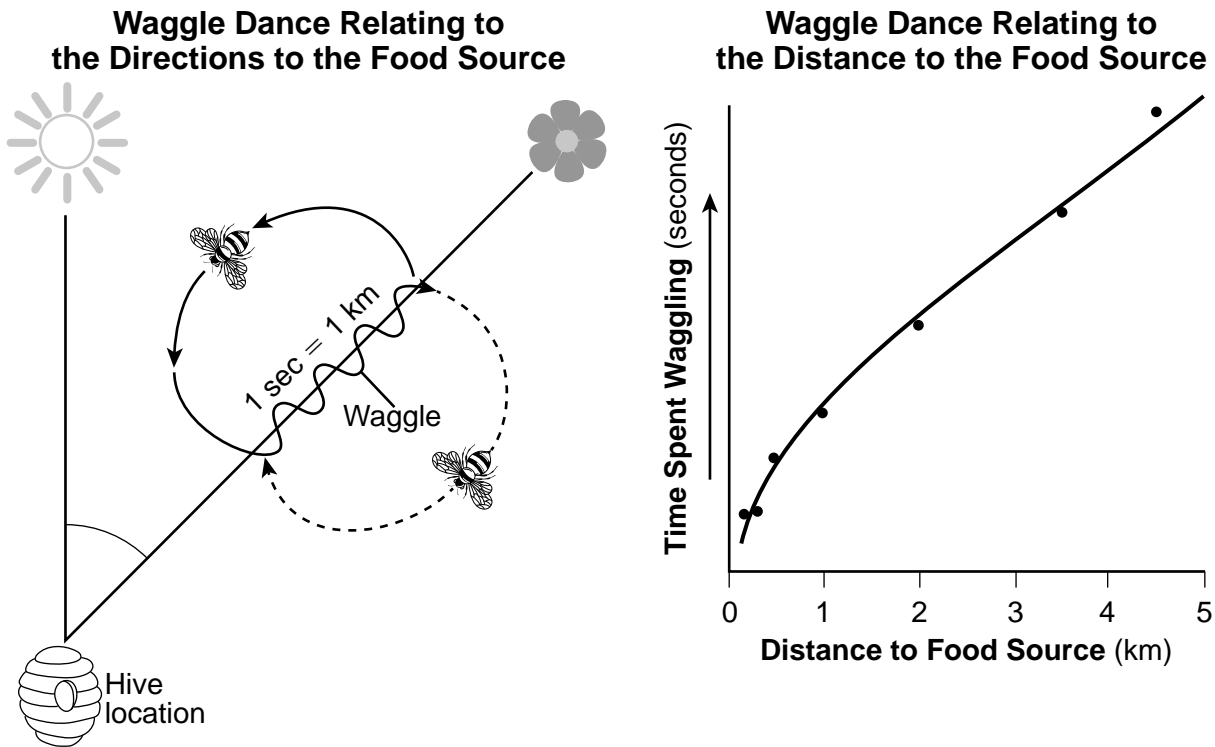 Waggle Dance Relating to
the Directions to the Food Source
1 sec = 1 km
Waggle
Hive
location
Waggle Dance Relating to
the Distance to the Food Source
Time Spent Waggling (seconds)
0 1 2 3 4 5
Distance to Food Source (km)